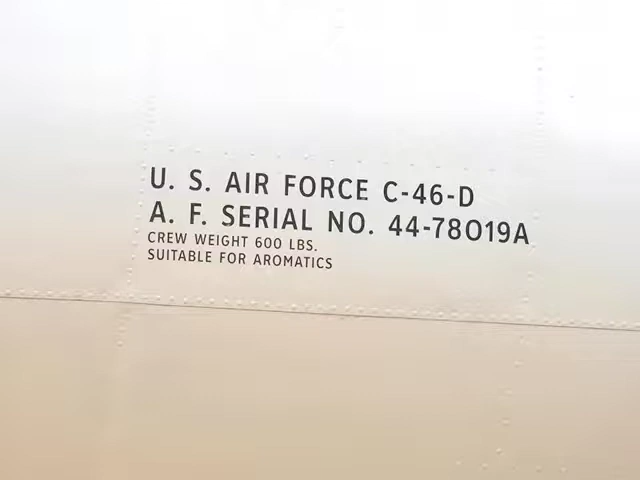 U. S. AIR FORCE C-46-D
A. F. SERIAL NO. 44-78019A
CREW WEIGHT 600 LBS.
SUITABLE FOR AROMATICS